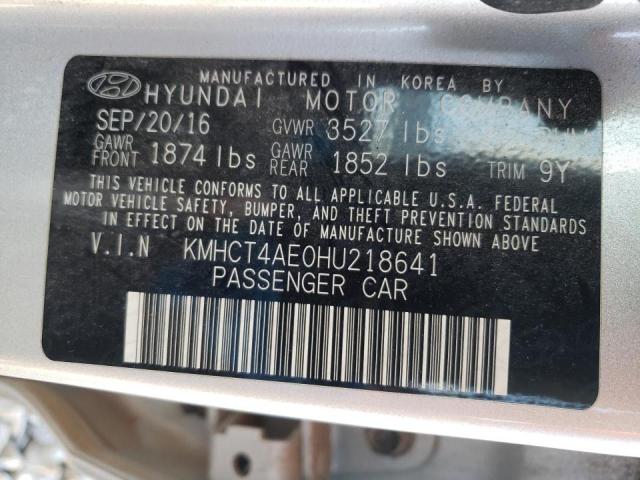 MANUFACTURED IN KOREA BY
HYUNDAI MOTOR COMPANY
SEP/20/16 GVWR 3527 lbs
GAWR FRONT 1874 lbs GAWR REAR 1852 lbs TRIM 9Y
THIS VEHICLE CONFORMS TO ALL APPLICABLE U.S.A. FEDERAL
MOTOR VEHICLE SAFETY, BUMPER, AND THEFT PREVENTION STANDARDS
IN EFFECT ON THE DATE OF MANUFACTURE SHOWN ABOVE
V.I.N KMHCT4AE0HU218641
PASSENGER CAR